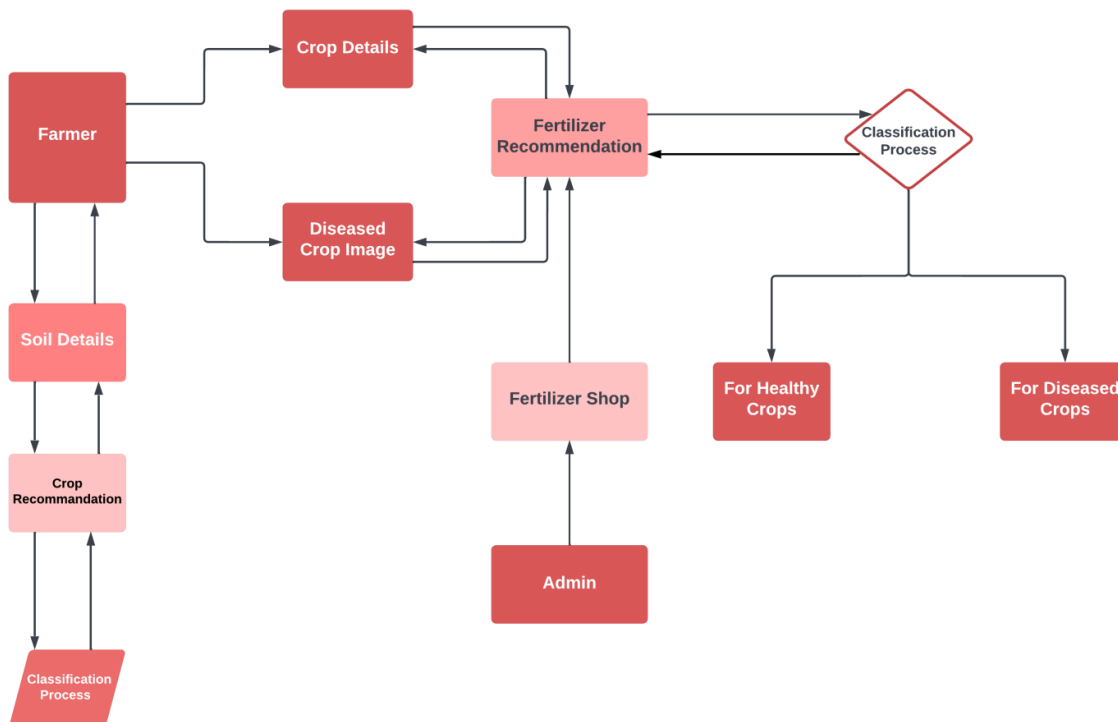 Crop Details
Farmer
Fertilizer
Recommendation
Classification
Process
Diseased
Crop Image
Soil Details
Fertilizer Shop
For Healthy
Crops
For Diseased
Crops
Crop
Recommandation
Admin
Classification
Process